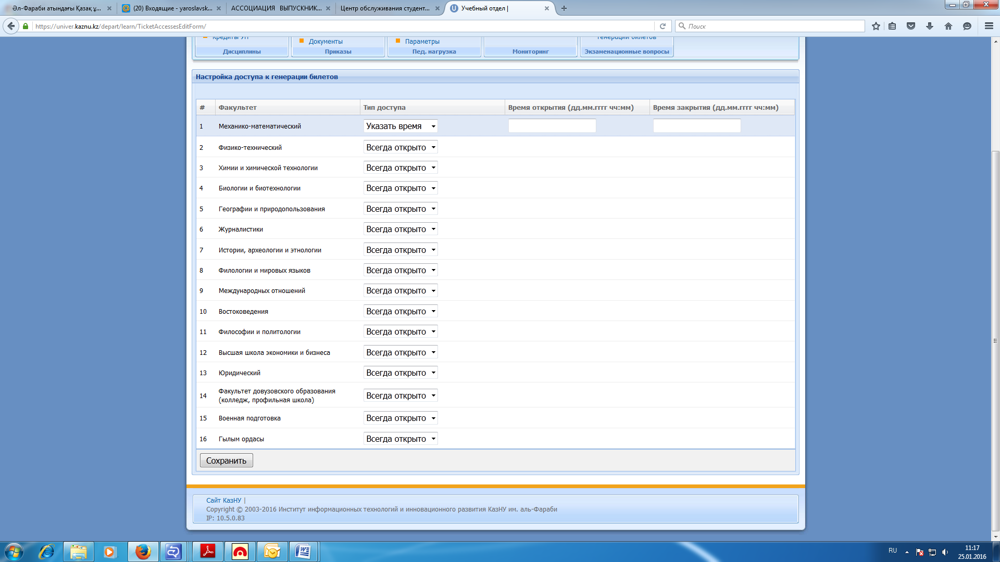 Әл-Фараби атындағы Қазақ ұ...
(20) Входящие - yaroslavsk...
АССОЦИАЦИЯ ВЫПУСКНИК...
Центр обслуживания студент...
Учебный отдел |
https://univer.kaznu.kz/depart/learn/TicketAccessesEditForm/
Поиск
Кредиты УП
Документы
Параметры
Генерации билетов
Дисциплины
Приказы
Пед. нагрузка
Мониторинг
Экзаменационные вопросы
Настройка доступа к генерации билетов
# Факультет Тип доступа Время открытия (дд.мм.гггг чч:мм) Время закрытия (дд.мм.гггг чч:мм)
1 Механико-математический Указать время
2 Физико-технический Всегда открыто
3 Химии и химической технологии Всегда открыто
4 Биологии и биотехнологии Всегда открыто
5 Географии и природопользования Всегда открыто
6 Журналистики Всегда открыто
7 Истории, археологии и этнологии Всегда открыто
8 Филологии и мировых языков Всегда открыто
9 Международных отношений Всегда открыто
10 Востоковедения Всегда открыто
11 Философии и политологии Всегда открыто
12 Высшая школа экономики и бизнеса Всегда открыто
13 Юридический Всегда открыто
14 Факультет довузовского образования
(колледж, профильная школа) Всегда открыто
15 Военная подготовка Всегда открыто
16 Гылым ордасы Всегда открыто
Сохранить
Сайт КазНУ |
Copyright © 2003-2016 Институт информационных технологий и инновационного развития КазНУ им. аль-Фараби
IP: 10.5.0.83
RU
11:17
25.01.2016